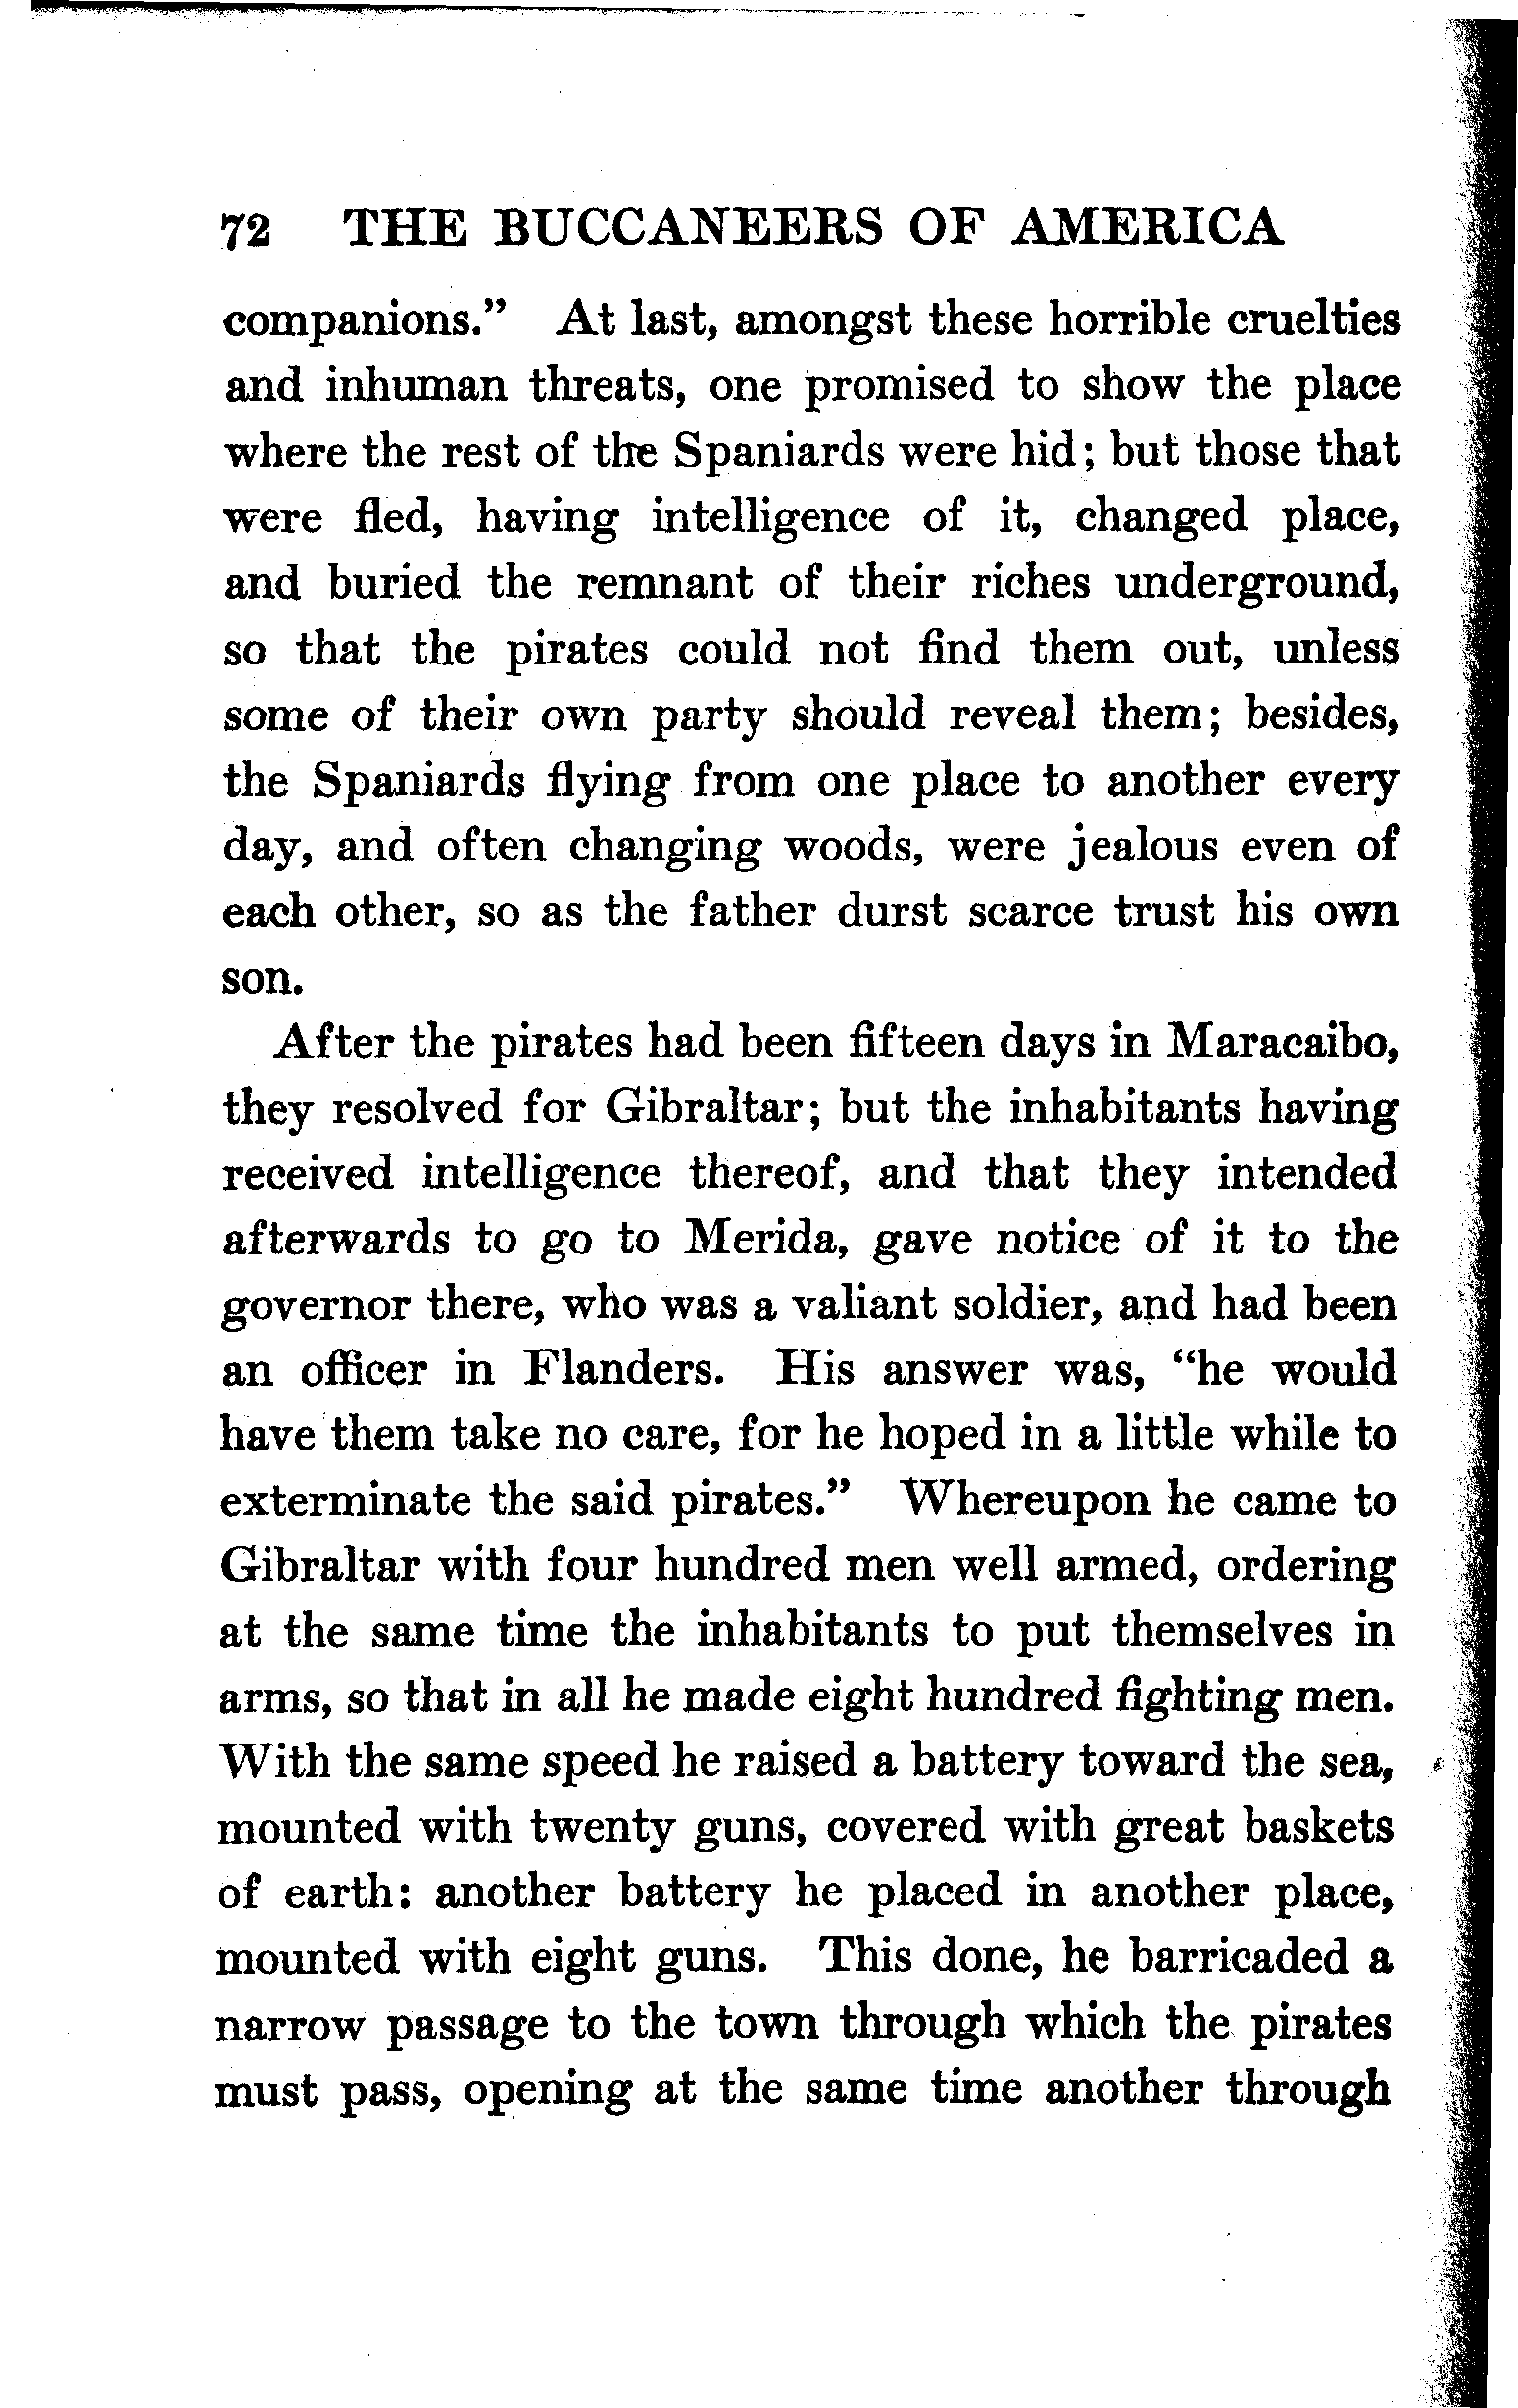 72 THE BUCCANEERS OF AMERICA
companions." At last, amongst these horrible cruelties
and inhuman threats, one promised to show the place
where the rest of the Spaniards were hid; but those that
were fled, having intelligence of it, changed place,
and buried the remnant of their riches underground,
so that the pirates could not find them out, unless
some of their own party should reveal them; besides,
the Spaniards flying from one place to another every
day, and often changing woods, were jealous even of
each other, so as the father durst scarce trust his own
son.
After the pirates had been fifteen days in Maracaibo,
they resolved for Gibraltar; but the inhabitants having
received intelligence thereof, and that they intended
afterwards to go to Merida, gave notice of it to the
governor there, who was a valiant soldier, and had been
an officer in Flanders. His answer was, "he would
have them take no care, for he hoped in a little while to
exterminate the said pirates." Whereupon he came to
Gibraltar with four hundred men well armed, ordering
at the same time the inhabitants to put themselves in
arms, so that in all he made eight hundred fighting men.
With the same speed he raised a battery toward the sea,
mounted with twenty guns, covered with great baskets
of earth: another battery he placed in another place,
mounted with eight guns. This done, he barricaded a
narrow passage to the town through which the pirates
must pass, opening at the same time another through